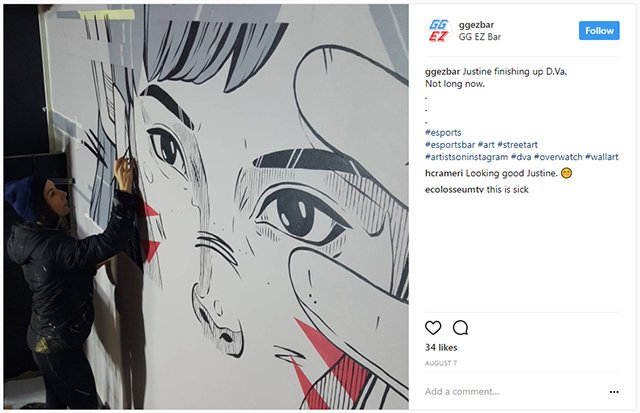 GG
EZ
ggezbar
GG EZ Bar
Follow
ggezbar Justine finishing up D.Va.
Not long now.
.
.
.
#esports
#esportsbar #art #streetart
#artistsoninstagram #dva #overwatch #wallart
hcrameri Looking good Justine. 🤭
ecolosseumtv this is sick
34 likes
AUGUST 7
Add a comment…